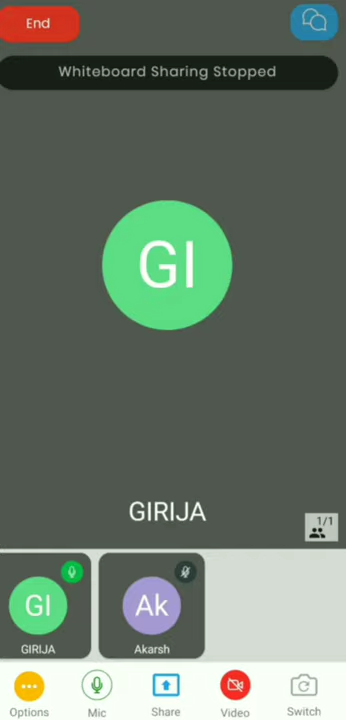 End
Whiteboard Sharing Stopped
GI
GIRIJA
1/1
GI
GIRIJA
Ak
Akarsh
Options
Mic
Share
Video
Switch